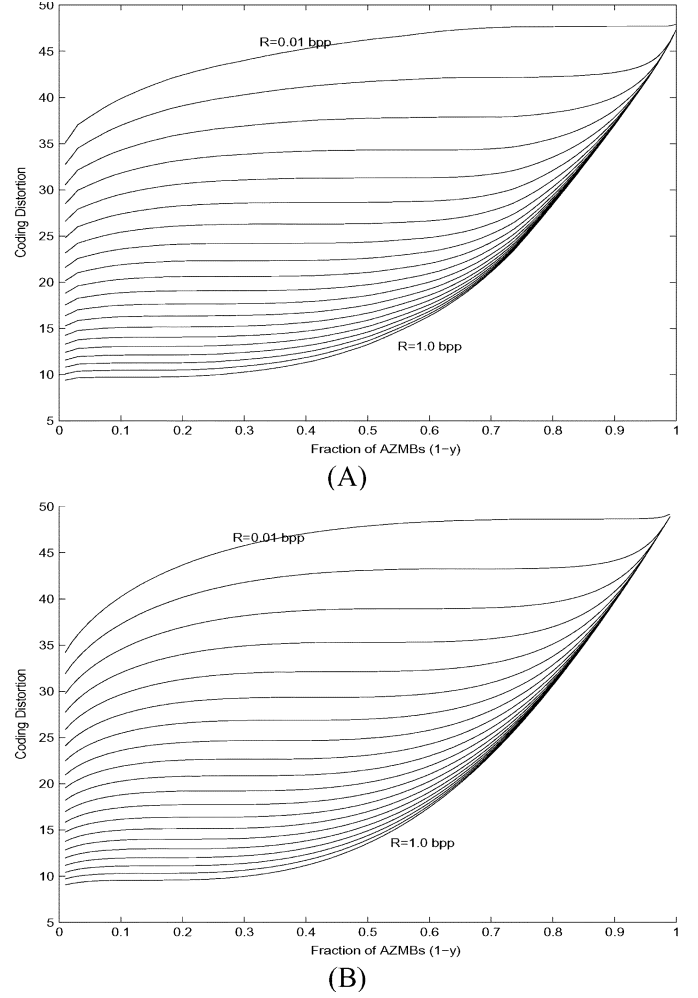 50
R=0.01 bpp
45
40
35
30
Coding Distortion
25
20
15
R=1.0 bpp
10
5
0 0.1 0.2 0.3 0.4 0.5 0.6 0.7 0.8 0.9 1
Fraction of AZMBs (1−y)
(A)
50
R=0.01 bpp
45
40
35
30
Coding Distortion
25
20
15
R=1.0 bpp
10
5
0 0.1 0.2 0.3 0.4 0.5 0.6 0.7 0.8 0.9 1
Fraction of AZMBs (1−y)
(B)